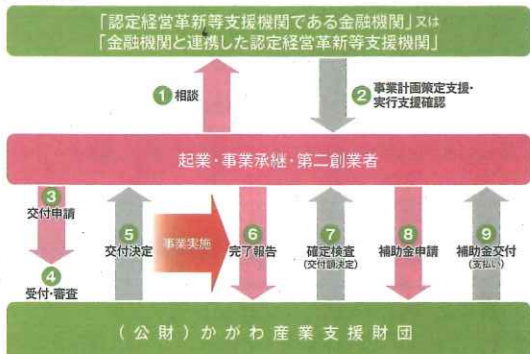 「認定経営革新等支援機関である金融機関」又は
「金融機関と連携した認定経営革新等支援機関」
①相談
②事業計画策定支援・
実行支援確認
起業・事業承継・第二創業者
③
交付申請
④
受付・審査
⑤
交付決定
事業実施
⑥
完了報告
⑦
確定検査
(交付額決定)
⑧
補助金申請
⑨
補助金交付
(支払い)
(公財)かがわ産業支援財団